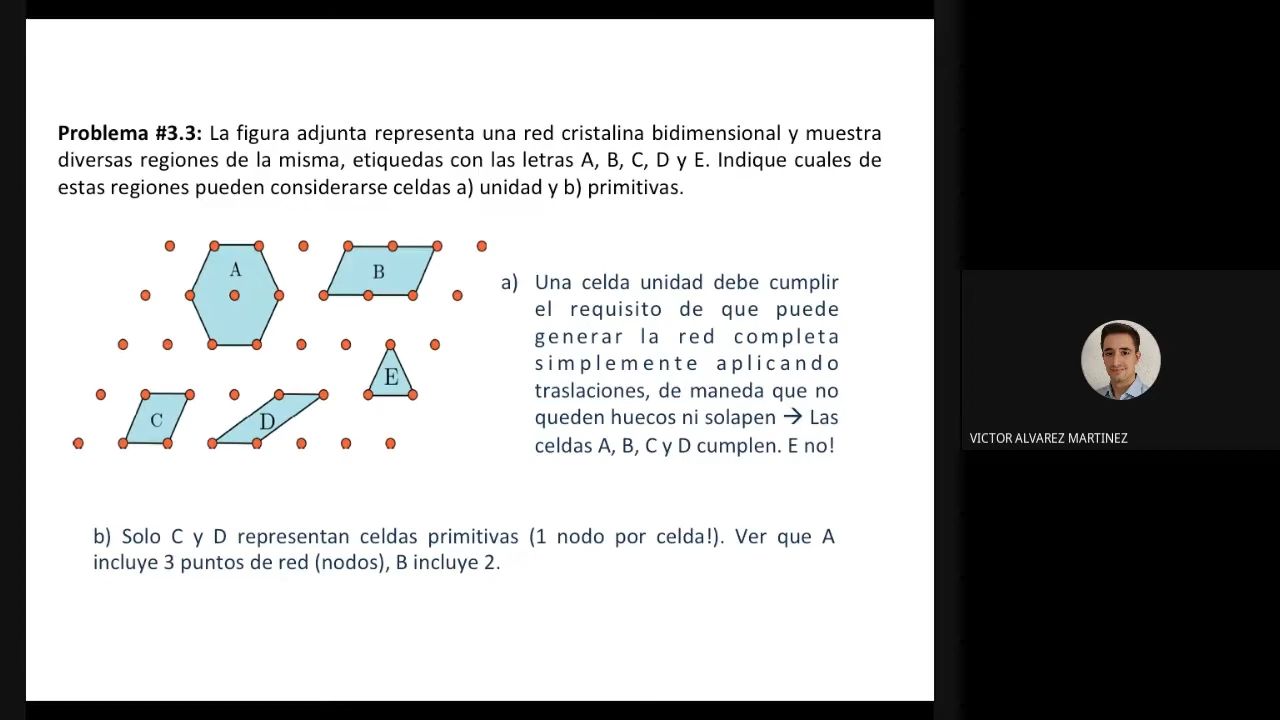 Problema #3.3: La figura adjunta representa una red cristalina bidimensional y muestra
diversas regiones de la misma, etiquedas con las letras A, B, C, D y E. Indique cuales de
estas regiones pueden considerarse celdas a) unidad y b) primitivas.
A
B
E
C
D
a) Una celda unidad debe cumplir
el requisito de que puede
generar la red completa
simplemente aplicando
traslaciones, de maneda que no
queden huecos ni solapen → Las
celdas A, B, C y D cumplen. E no!
b) Solo C y D representan celdas primitivas (1 nodo por celda!). Ver que A
incluye 3 puntos de red (nodos), B incluye 2.
VICTOR ALVAREZ MARTINEZ